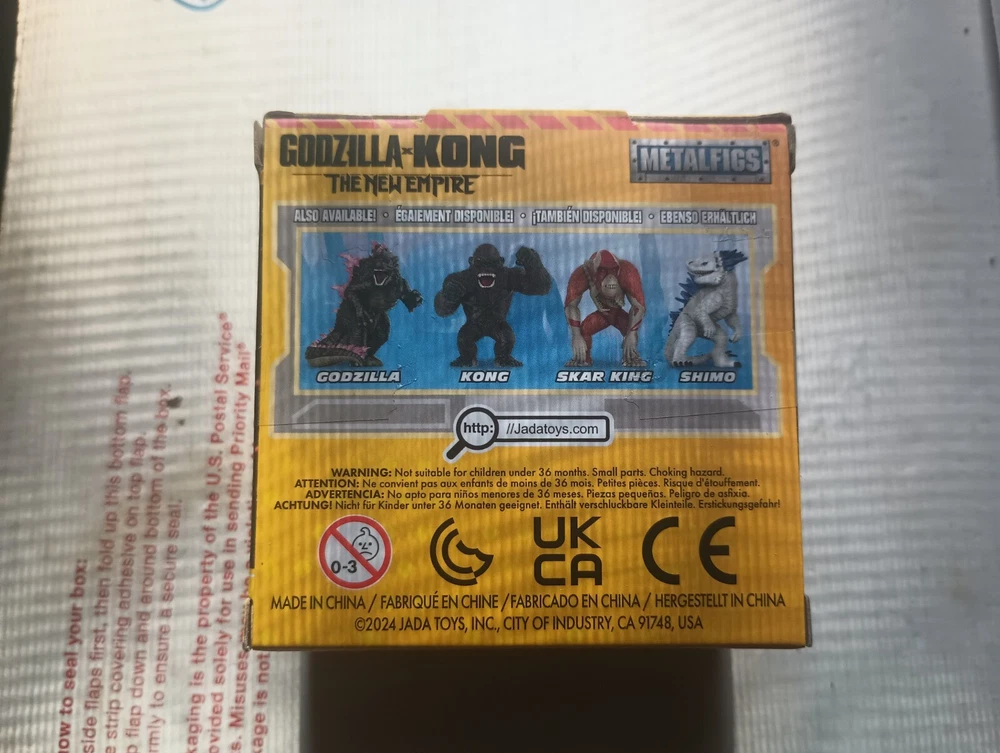 GODZILLA x KONG
THE NEW EMPIRE
METALFIGS®
ALSO AVAILABLE! • ÉGAIEMENT DISPONIBLE! • ¡TAMBIÉN DISPONIBLE! • EBENSO ERHÄLTLICH
GODZILLA KONG SKAR KING SHIMO
http: //Jadatoys.com
WARNING: Not suitable for children under 36 months. Small parts. Choking hazard.
ATTENTION: Ne convient pas aux enfants de moins de 36 mois. Petites pièces. Risque d'étouffement.
ADVERTENCIA: No apto para niños menores de 36 meses. Piezas pequeñas. Peligro de asfixia.
ACHTUNG! Nicht für Kinder unter 36 Monaten geeignet. Enthält verschluckbare Kleinteile. Erstickungsgefahr!
0-3
UK
CA
CE
MADE IN CHINA / FABRIQUÉ EN CHINE / FABRICADO EN CHINA / HERGESTELLT IN CHINA
©2024 JADA TOYS, INC., CITY OF INDUSTRY, CA 91748, USA
how to seal your box:
side flaps first, then fold up this bottom flap.
strip covering adhesive on top flap.
flap down and around bottom of the box.
to ensure a secure seal.
is the property of the U.S. Postal Service®
solely for use in sending Priority Mail®